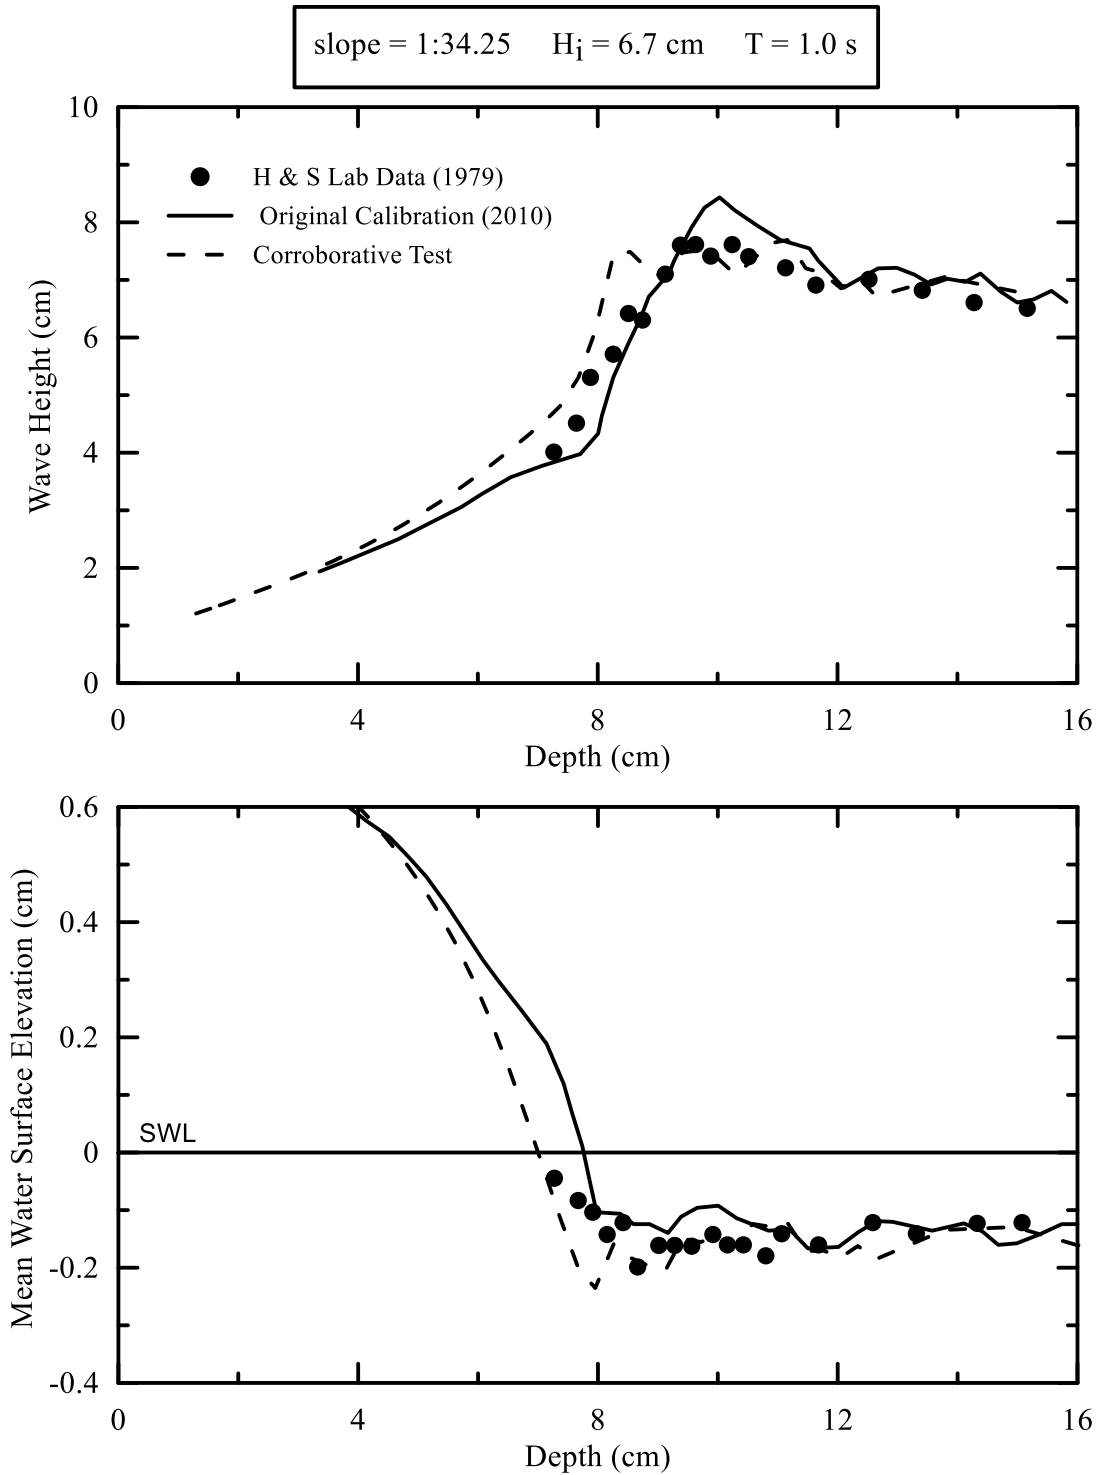 slope = 1:34.25 Hi = 6.7 cm T = 1.0 s
10
8
6
4
2
0
Wave Height (cm)
H & S Lab Data (1979)
Original Calibration (2010)
Corroborative Test
0 4 8 12 16
Depth (cm)
0.6
0.4
0.2
0
-0.2
-0.4
Mean Water Surface Elevation (cm)
SWL
0 4 8 12 16
Depth (cm)